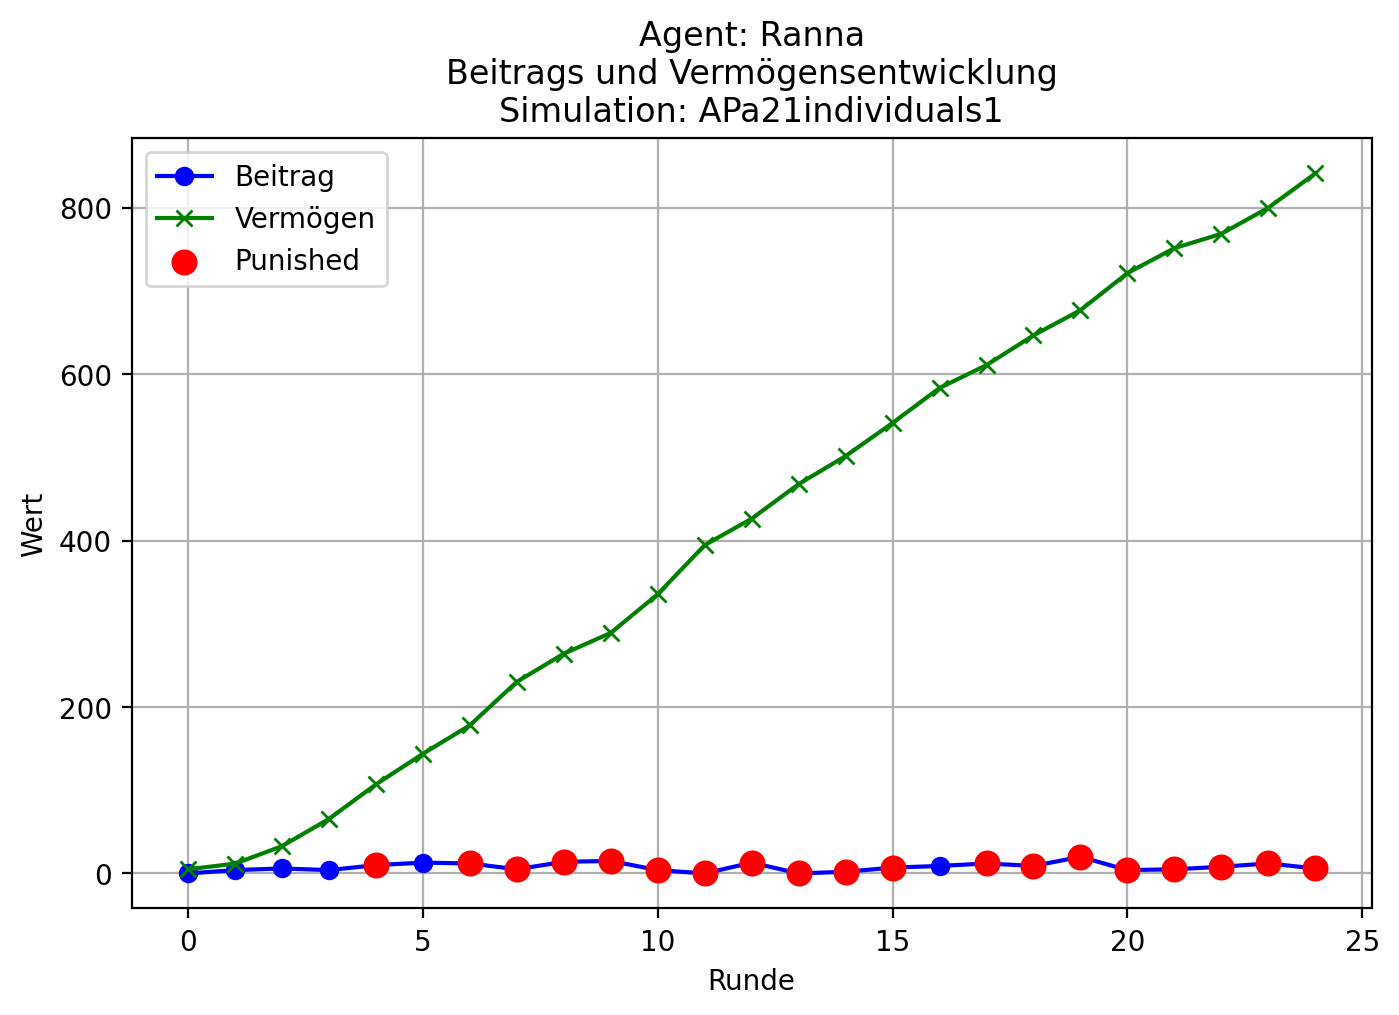 Agent: Ranna
Beitrags und Vermögensentwicklung
Simulation: APa21individuals1
Beitrag
Vermögen
Punished
800
600
400
200
0
Wert
0 5 10 15 20 25
Runde